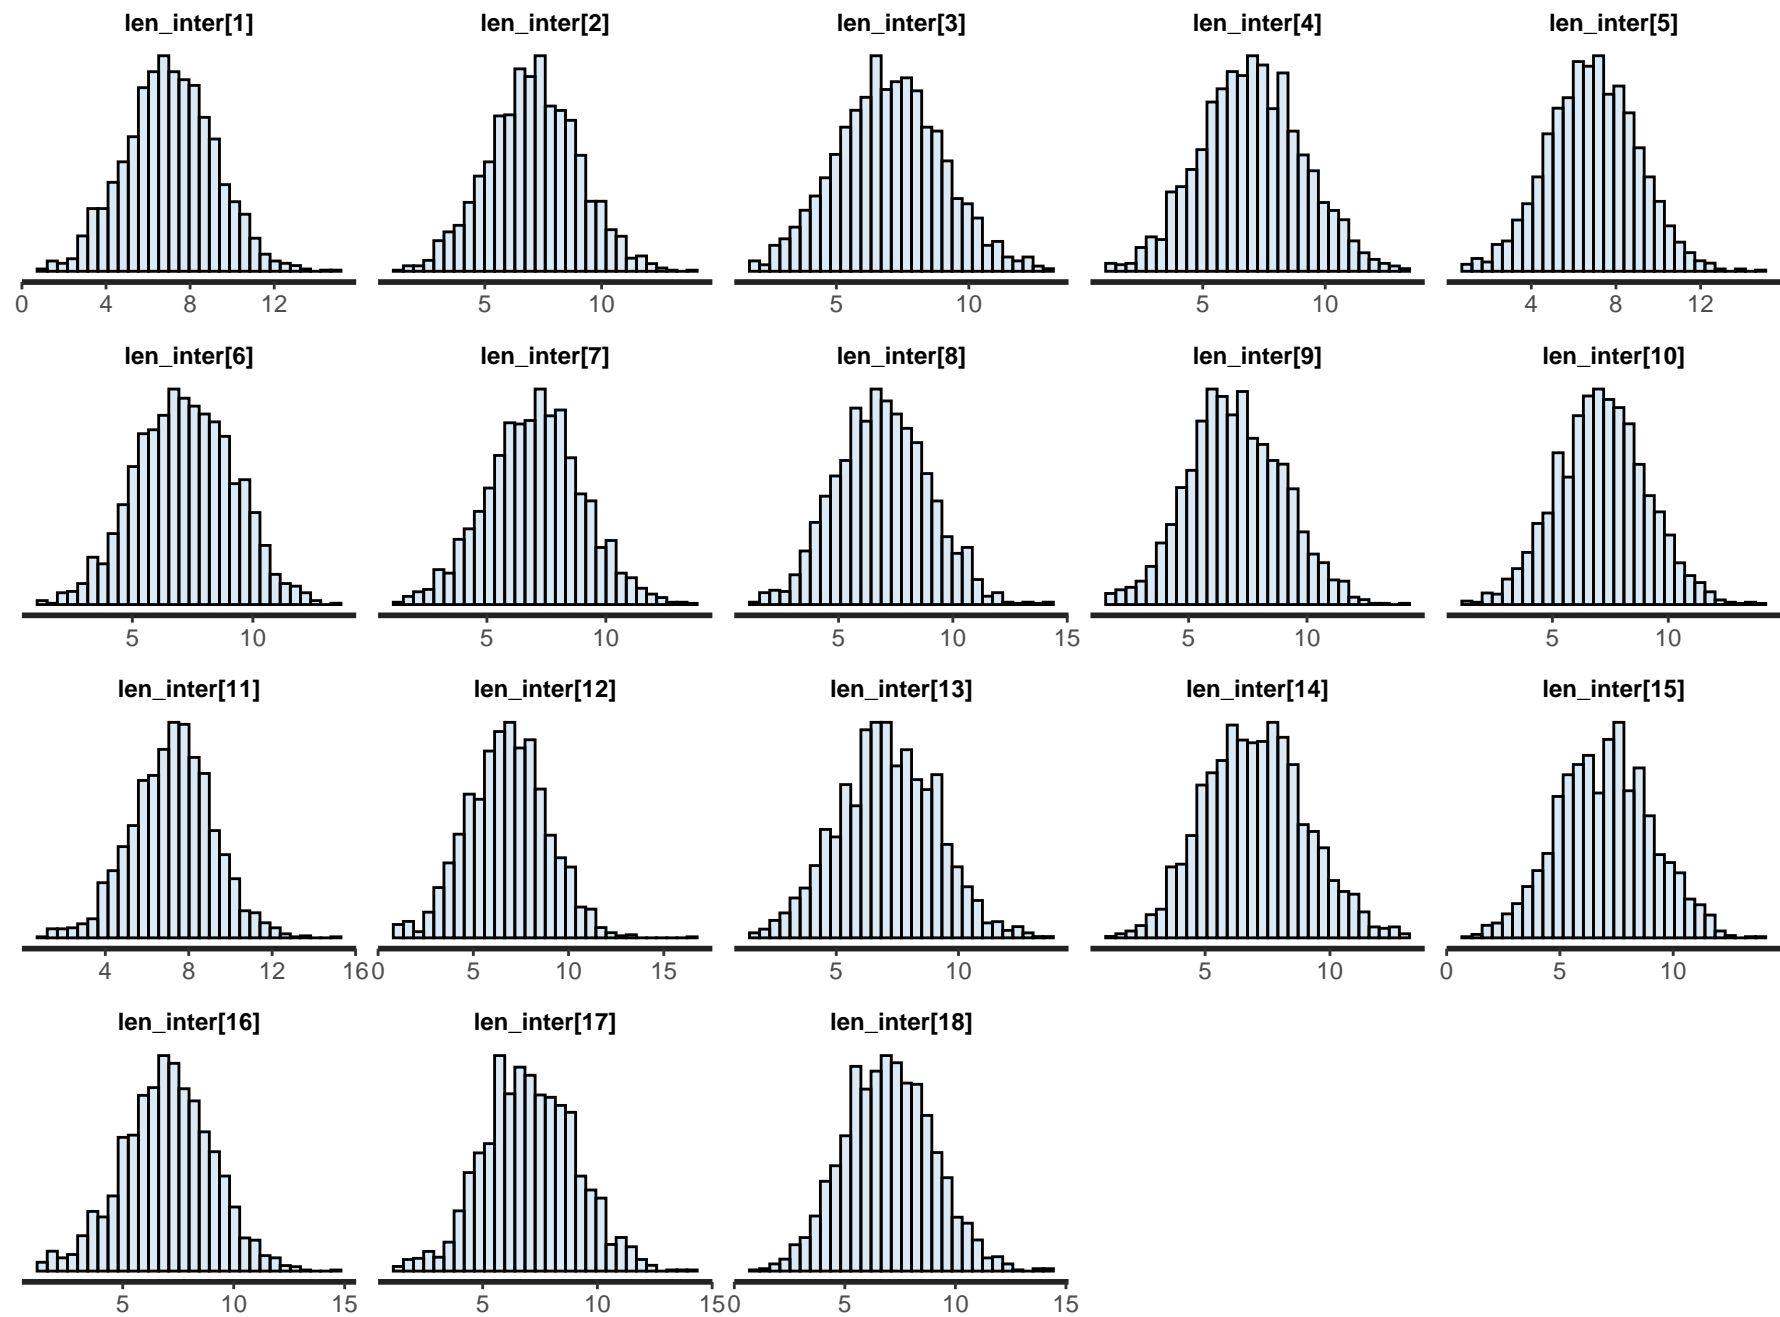 len_inter[1] len_inter[2] len_inter[3] len_inter[4] len_inter[5]
0 4 8 12 5 10 5 10 5 10 4 8 12
len_inter[6] len_inter[7] len_inter[8] len_inter[9] len_inter[10]
5 10 5 10 5 10 15 5 10 5 10
len_inter[11] len_inter[12] len_inter[13] len_inter[14] len_inter[15]
4 8 12 16 0 5 10 15 5 10 5 10 0 5 10
len_inter[16] len_inter[17] len_inter[18]
5 10 15 5 10 15 0 5 10 15